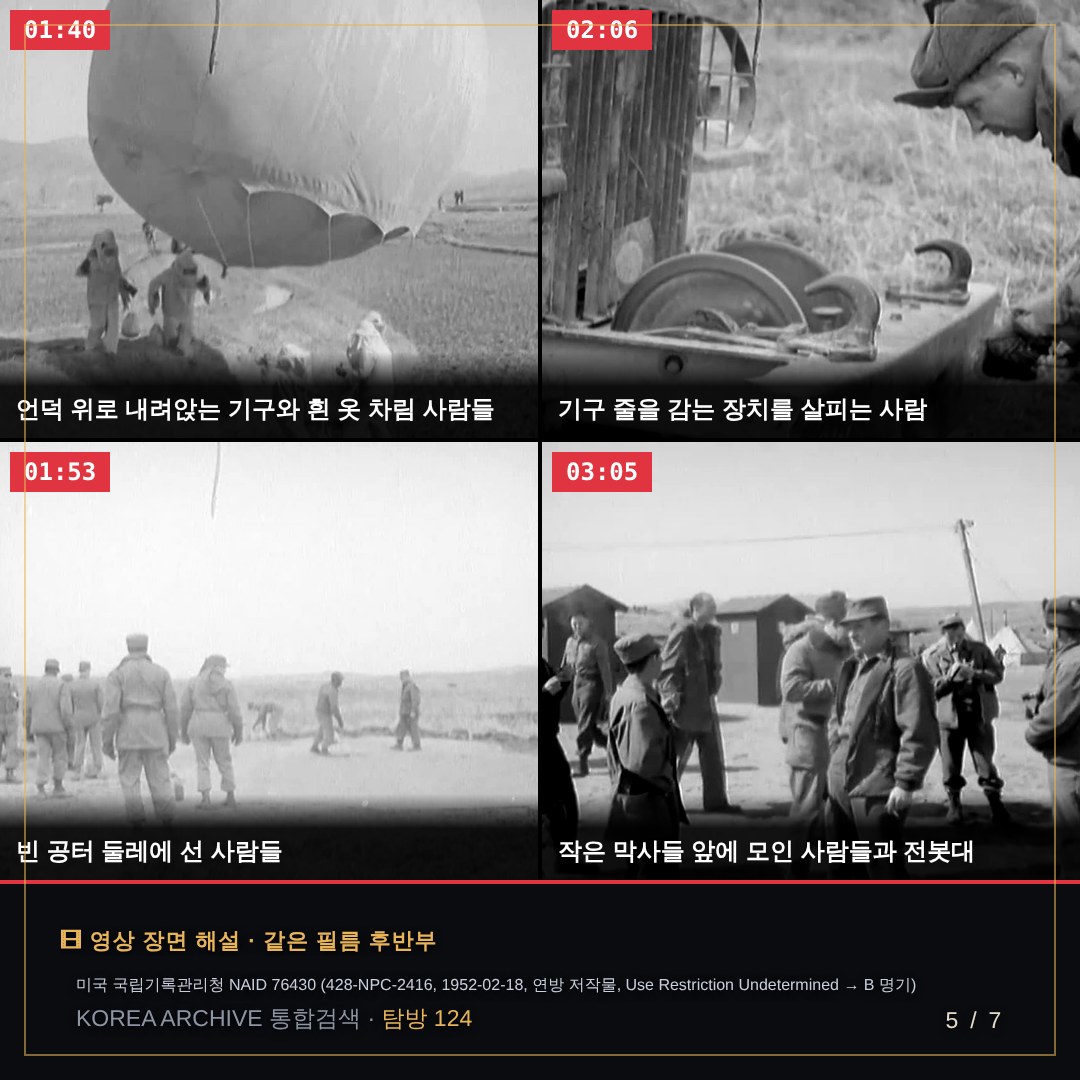 01:40
언덕 위로 내려앉는 기구와 흰 옷 차림 사람들
02:06
기구 줄을 감는 장치를 살피는 사람
01:53
빈 공터 둘레에 선 사람들
03:05
작은 막사들 앞에 모인 사람들과 전봇대
영상 장면 해설 · 같은 필름 후반부
미국 국립기록관리청 NAID 76430 (428-NPC-2416, 1952-02-18, 연방 저작물, Use Restriction Undetermined → B 명기)
KOREA ARCHIVE 통합검색 · 탐방 124
5 / 7